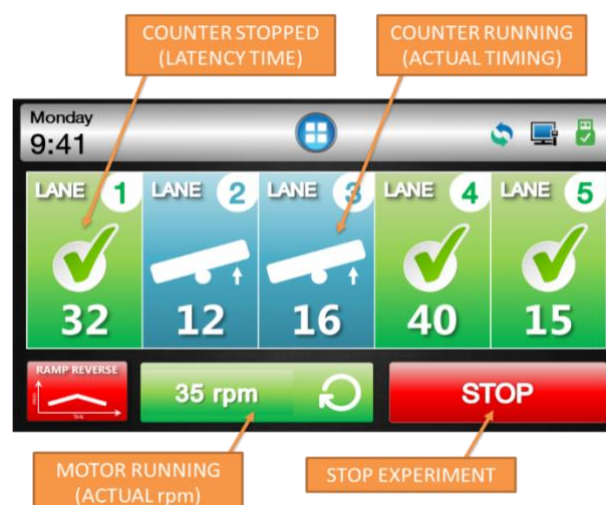 COUNTER STOPPED
(LATENCY TIME)
COUNTER RUNNING
(ACTUAL TIMING)
Monday
9:41
LANE 1
LANE 2
LANE 3
LANE 4
LANE 5
32
12
16
40
15
RAMP REVERSE
35 rpm
STOP
MOTOR RUNNING
(ACTUAL rpm)
STOP EXPERIMENT